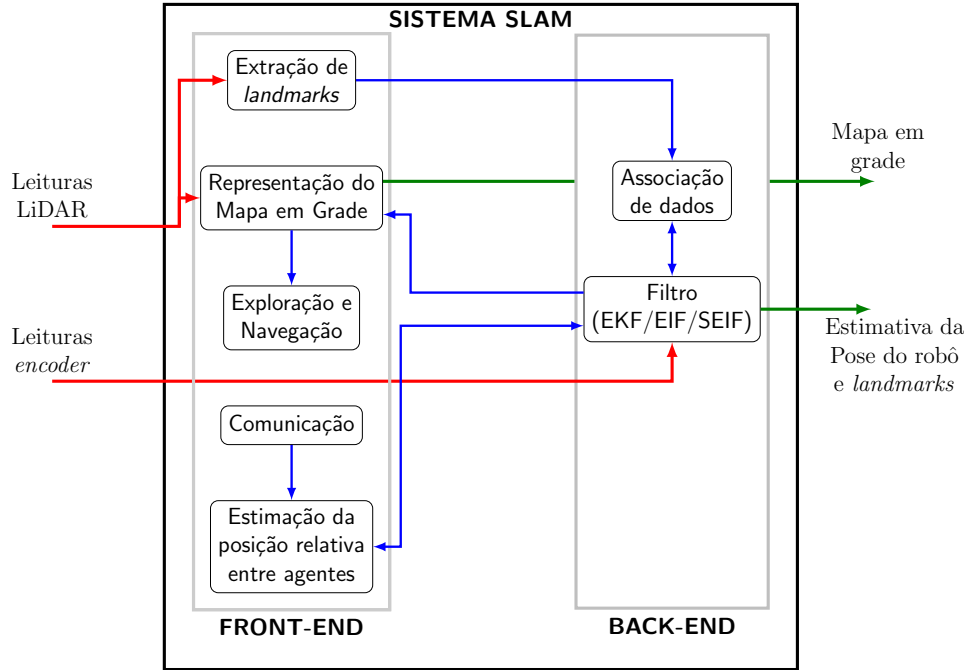 SISTEMA SLAM
Extração de
landmarks
Mapa em
grade
Leituras
LiDAR
Representação do
Mapa em Grade
Associação
de dados
Exploração e
Navegação
Filtro
(EKF/EIF/SEIF)
Leituras
encoder
Estimativa da
Pose do robô
e landmarks
Comunicação
Estimação da
posição relativa
entre agentes
FRONT-END
BACK-END